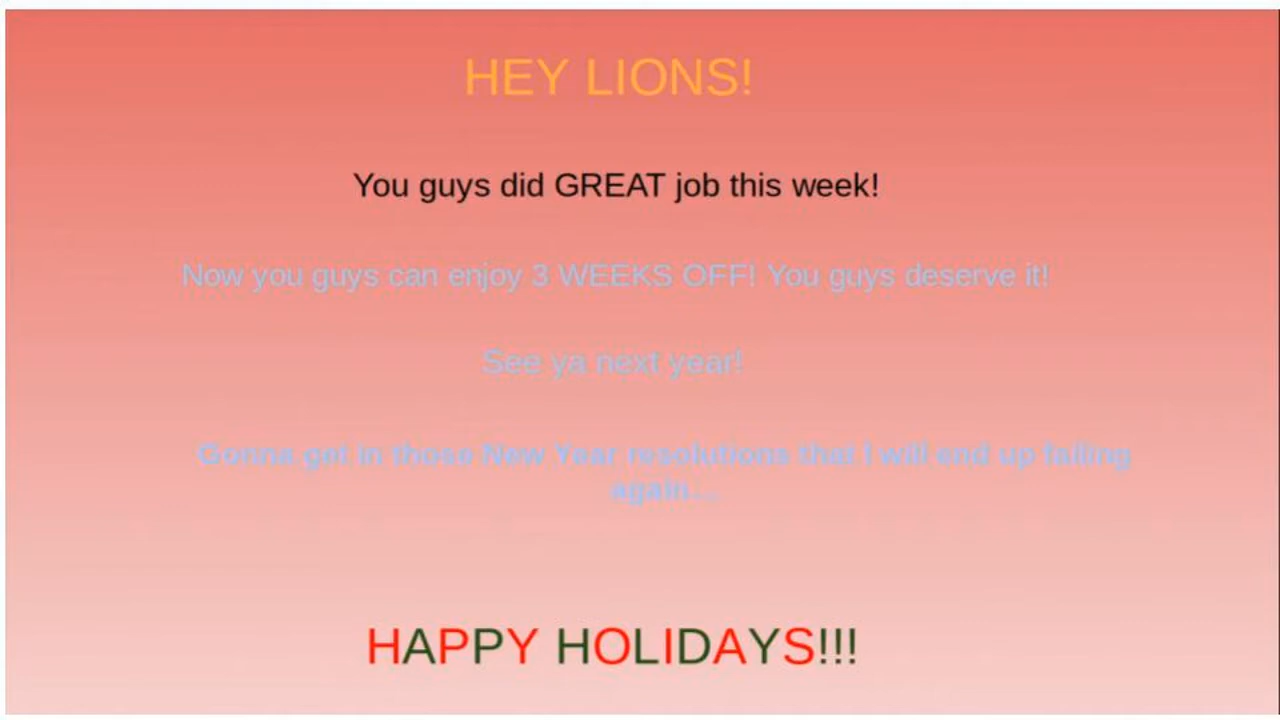 HEY LIONS!
You guys did GREAT job this week!
Now you guys can enjoy 3 WEEKS OFF! You guys deserve it!
See ya next year!
Gonna get in those New Year resolutions that I will end up failing
again...
HAPPY HOLIDAYS!!!